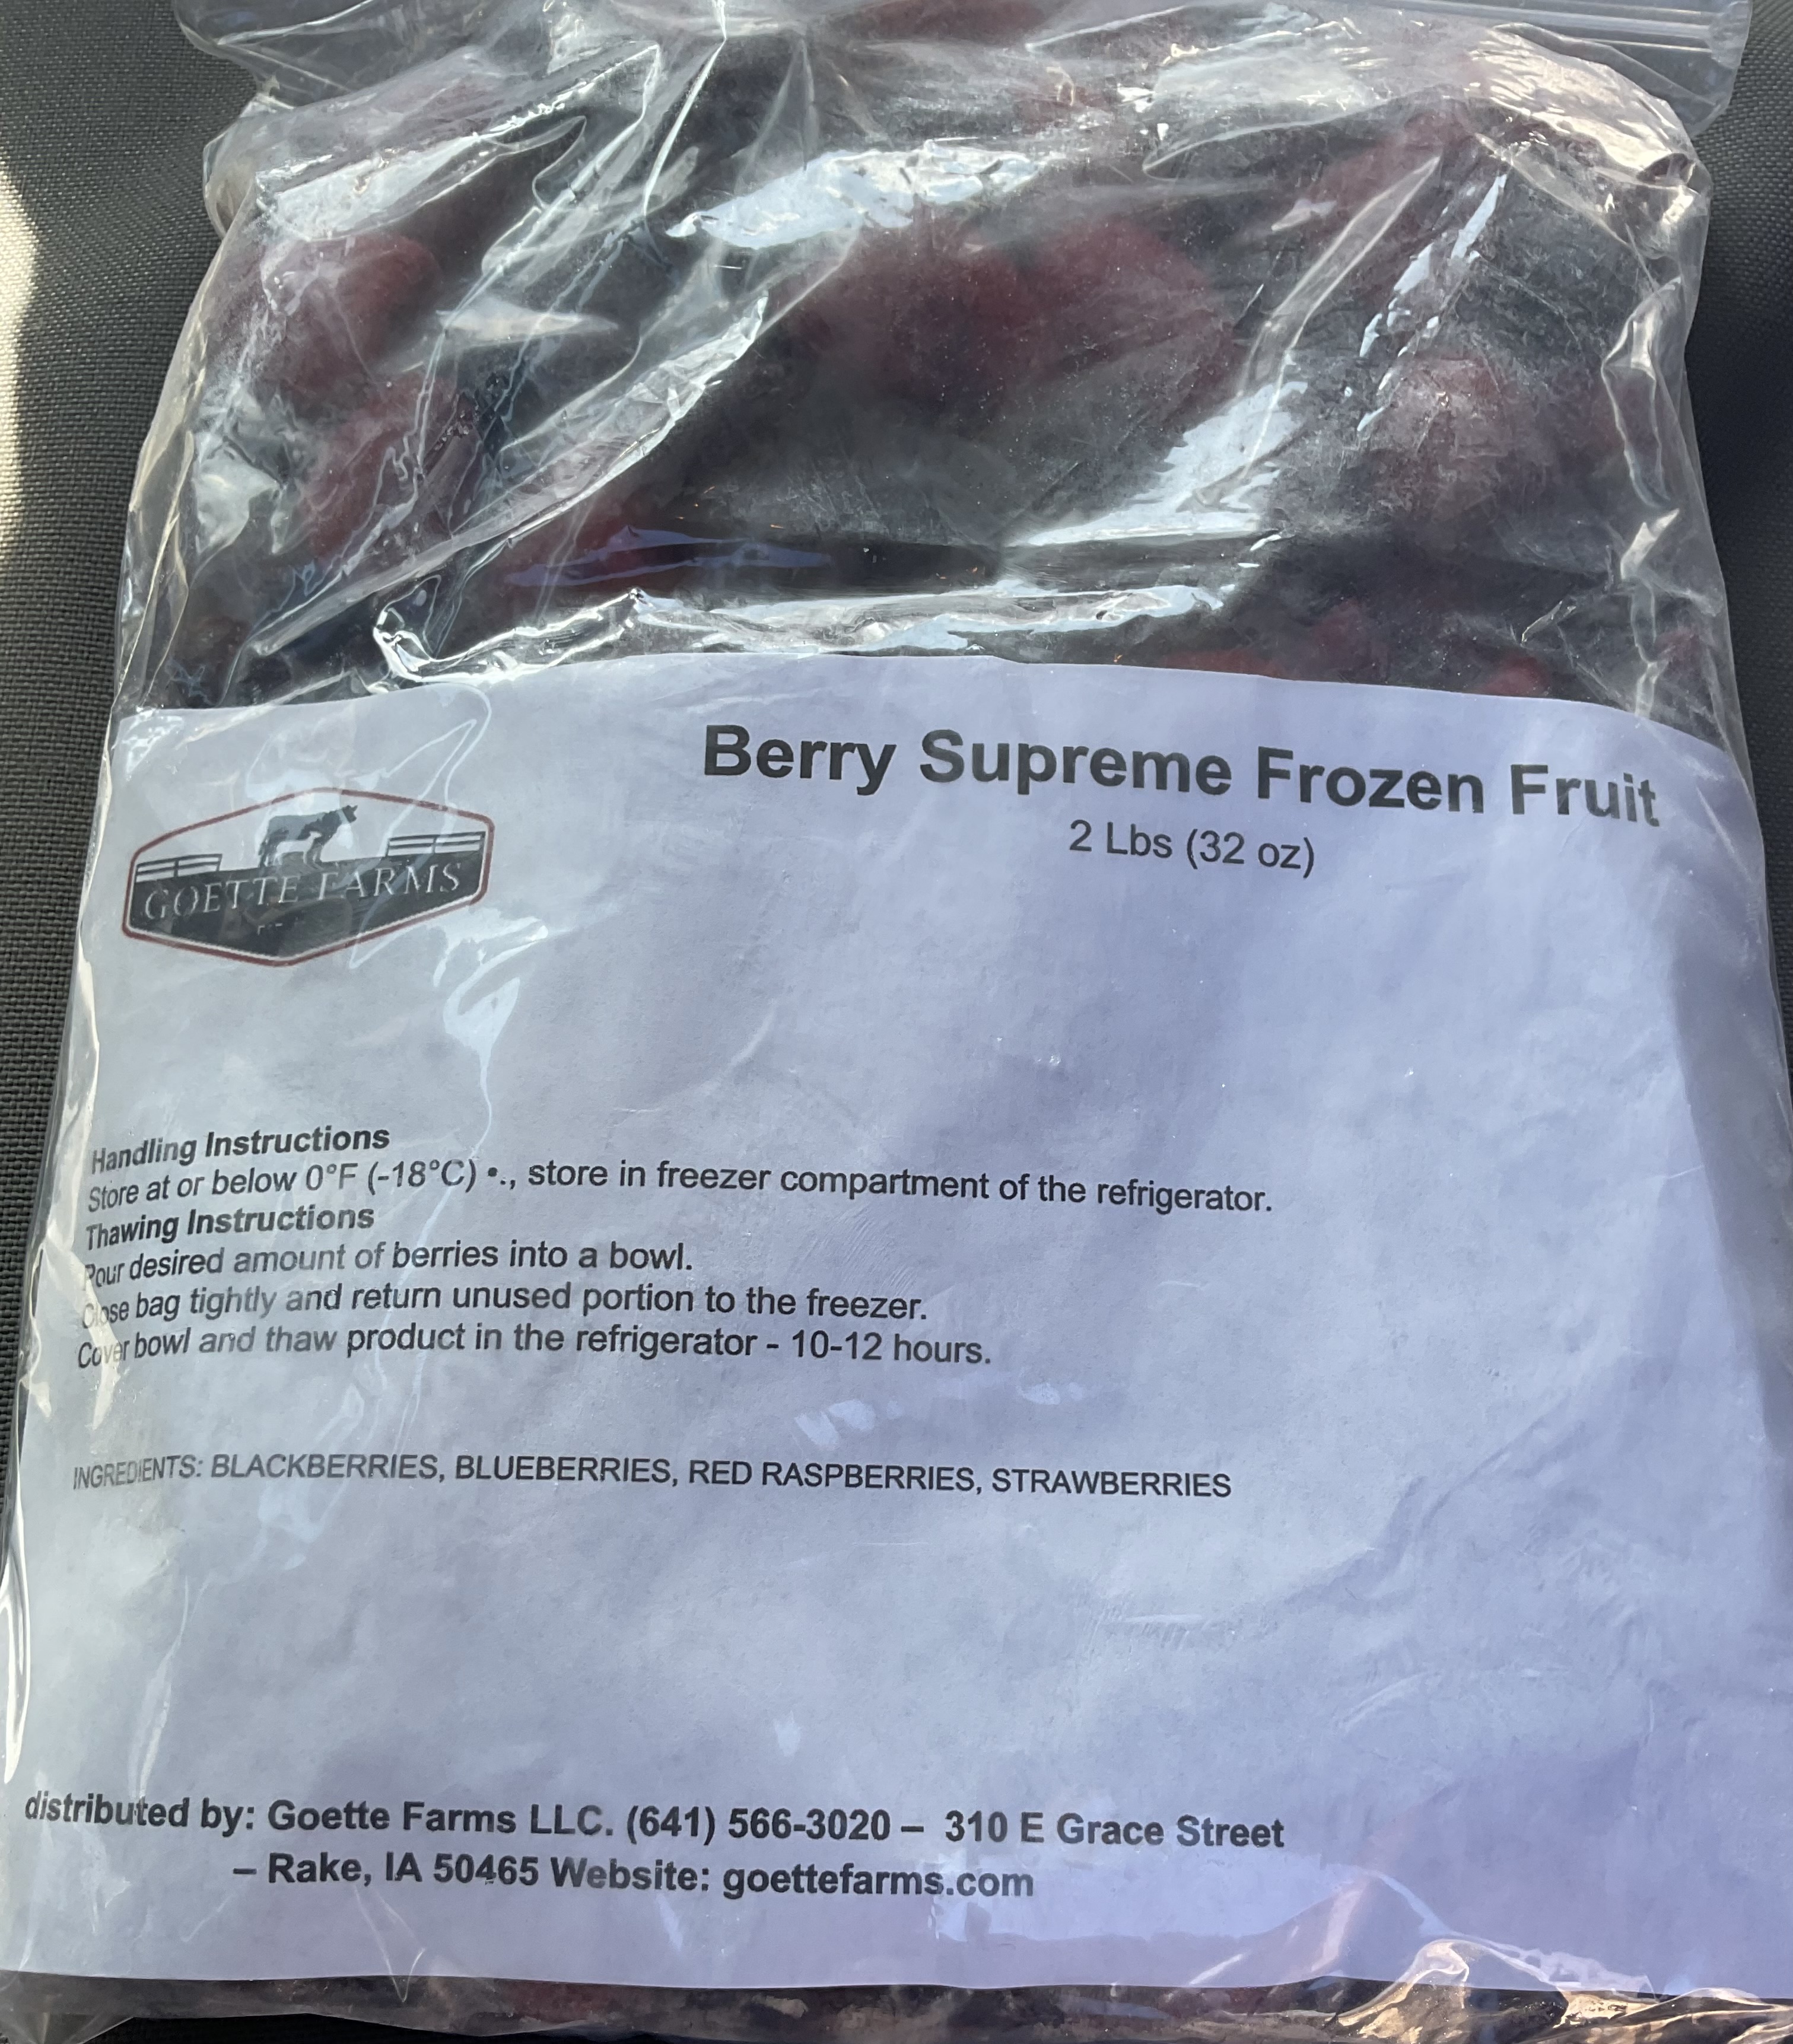 Berry Supreme Frozen Fruit
2 Lbs (32 oz)
GOETTE FARMS
Handling Instructions
Store at or below 0°F (-18°C) •., store in freezer compartment of the refrigerator.
Thawing Instructions
Pour desired amount of berries into a bowl.
Close bag tightly and return unused portion to the freezer.
Cover bowl and thaw product in the refrigerator - 10-12 hours.
INGREDIENTS: BLACKBERRIES, BLUEBERRIES, RED RASPBERRIES, STRAWBERRIES
distributed by: Goette Farms LLC. (641) 566-3020 – 310 E Grace Street
– Rake, IA 50465 Website: goettefarms.com